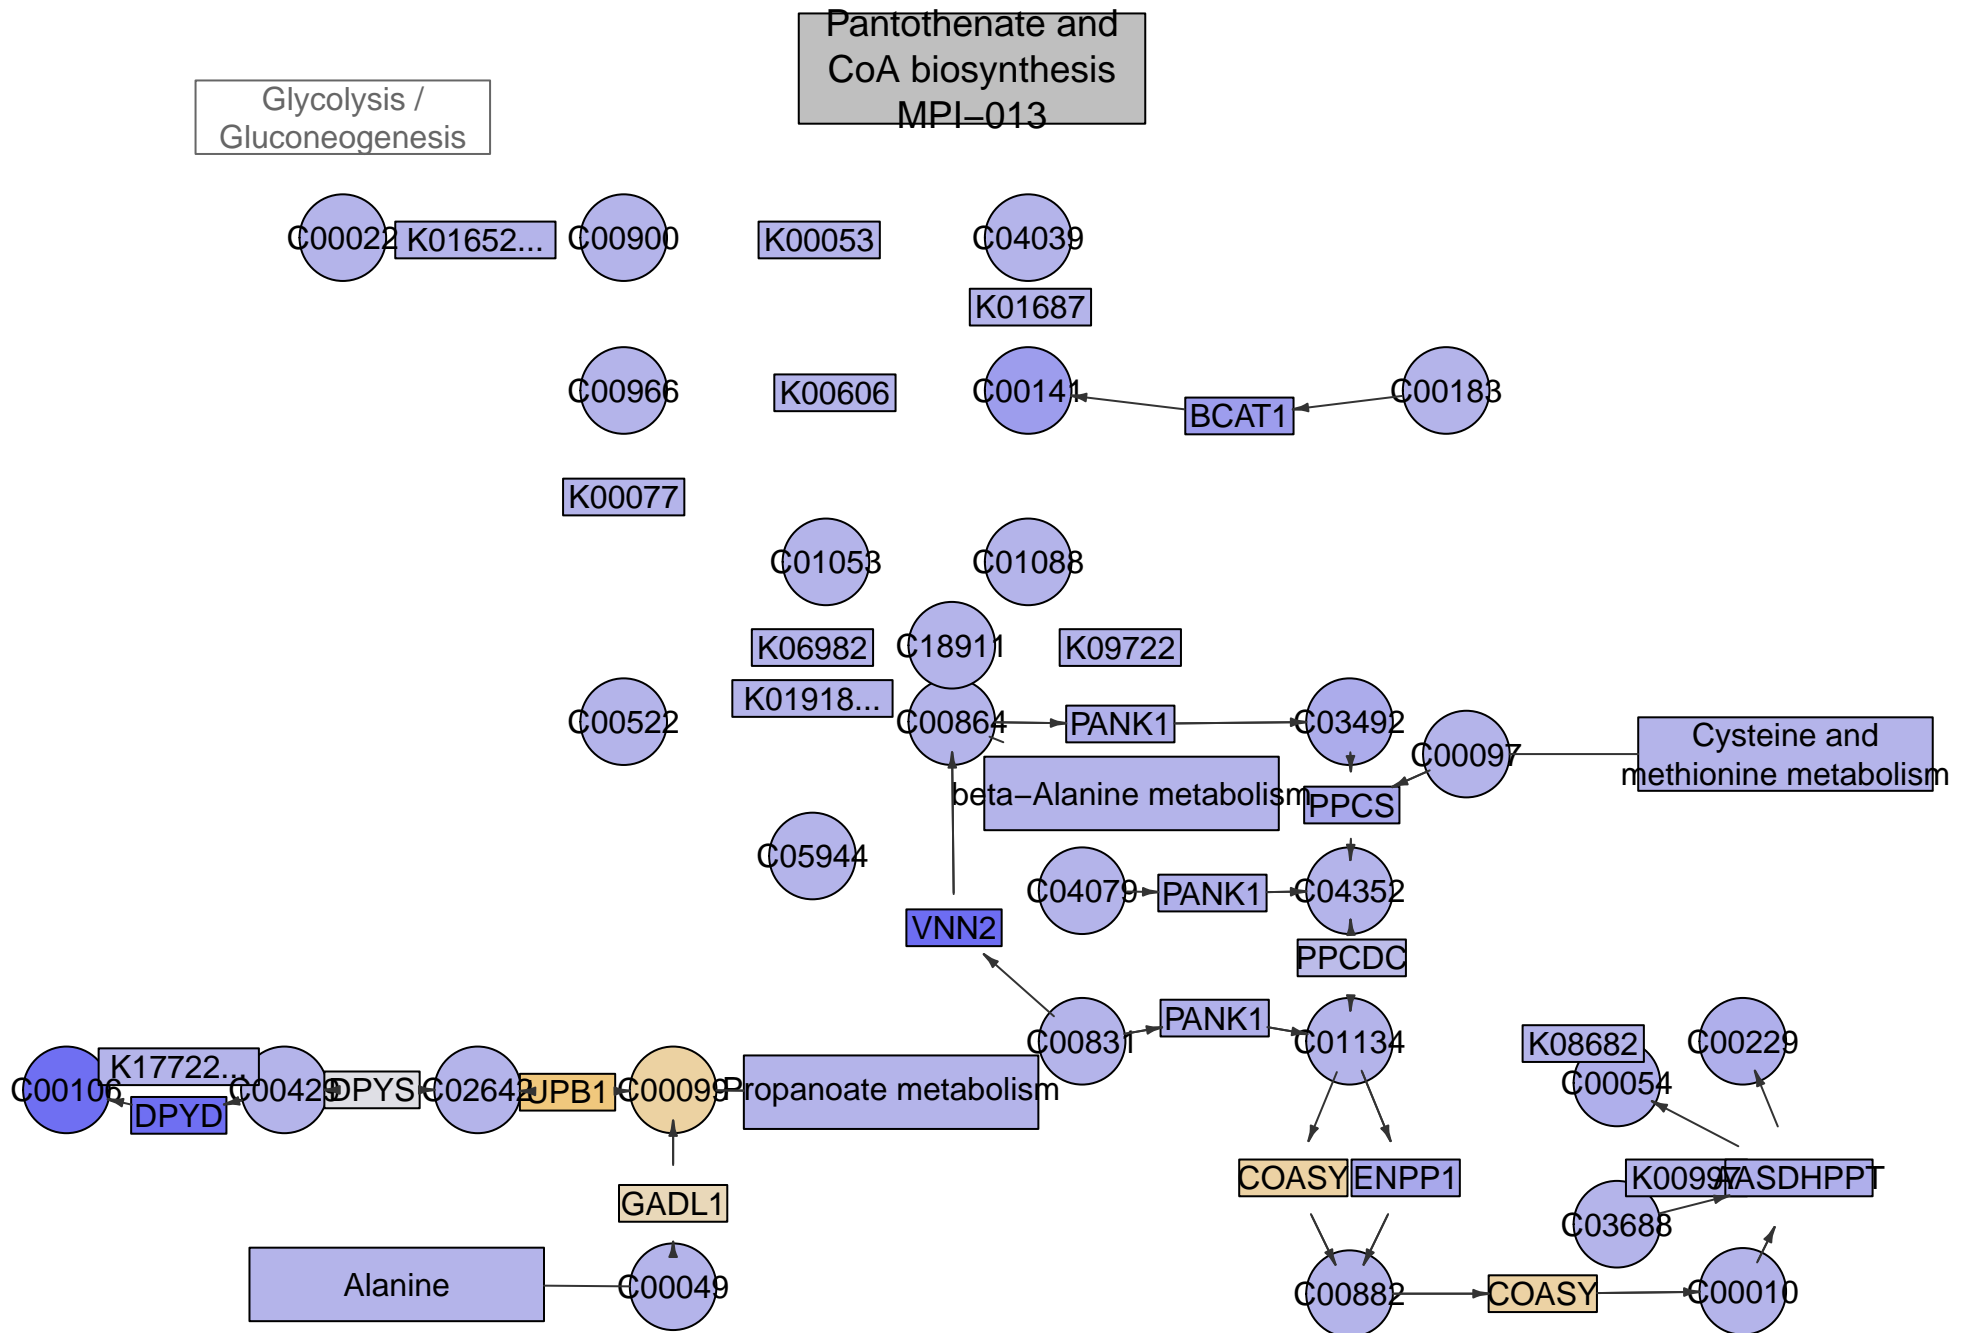 Pantothenate and
CoA biosynthesis
MPI−013
Glycolysis /
Gluconeogenesis
C00022 K01652... C00900 K00053 C04039
K01687
C00966 K00606 C00141 BCAT1 C00183
K00077
C01053 C01088
K06982 C18911 K09722
K01918...
C00522 C00864 PANK1 C03492 C00097
Cysteine and
methionine metabolism
beta−Alanine metabolism PPCS
C05944 C04079 PANK1 C04352
VNN2 PPCDC
C00831 PANK1 C01134 K08682 C00229
C00106 K17722... C00429 DPYS C02642 UPB1 C00099 Propanoate metabolism C00054
DPYD
COASY ENPP1 K00997 AASDHPPT
GADL1 C03688
Alanine C00049 C00882 COASY C00010